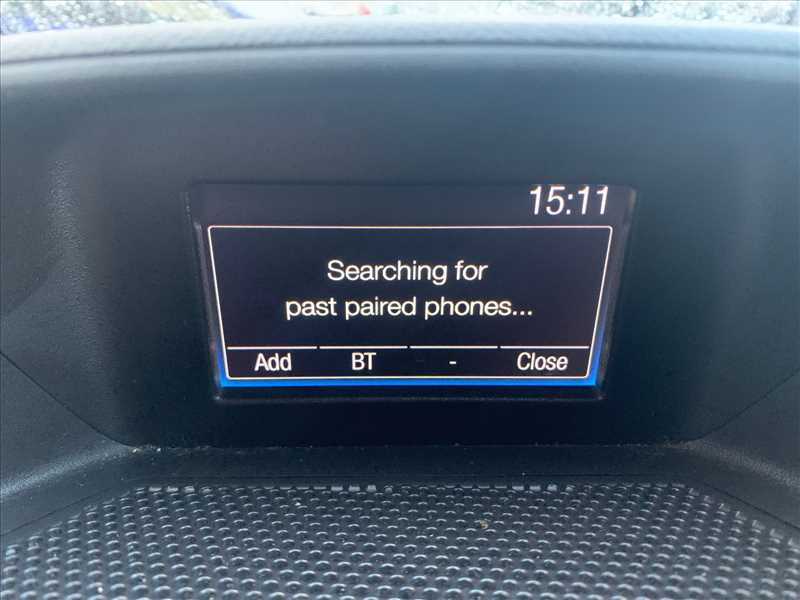 15:11
Searching for
past paired phones...
Add BT - Close